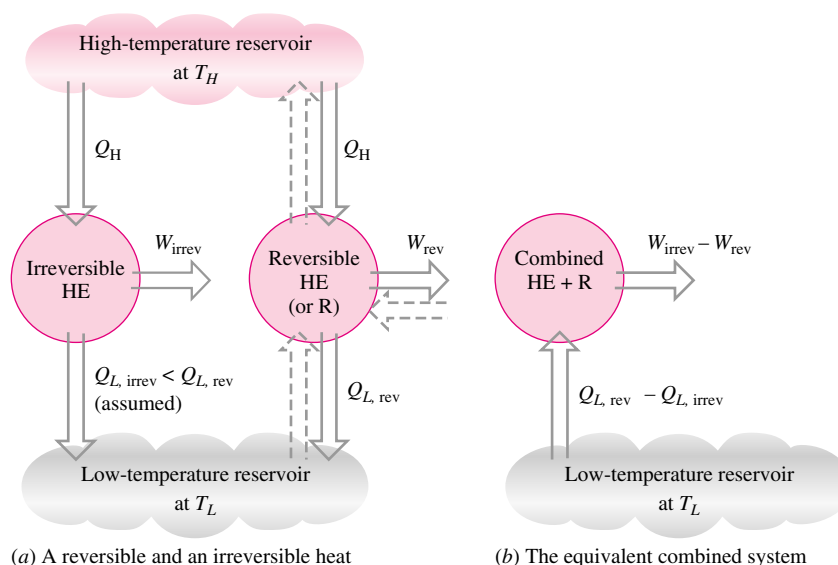 High-temperature reservoir
at T_H
Q_H
Q_H
Irreversible
HE
W_irrev
Reversible
HE
(or R)
W_rev
Combined
HE + R
W_irrev – W_rev
Q_L, irrev < Q_L, rev
(assumed)
Q_L, rev
Q_L, rev – Q_L, irrev
Low-temperature reservoir
at T_L
Low-temperature reservoir
at T_L
(a) A reversible and an irreversible heat
(b) The equivalent combined system